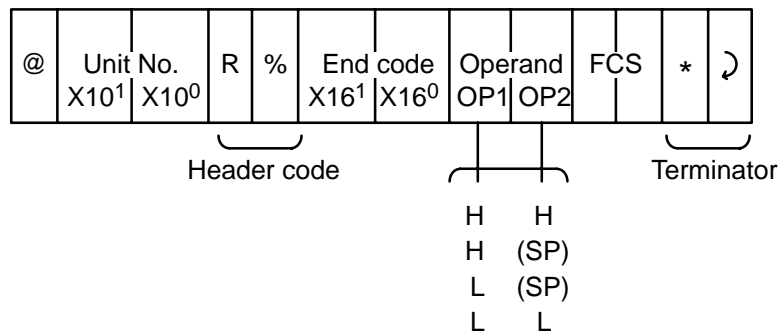 @ Unit No. R % End code Operand FCS * ⤸
X10¹ X10⁰ X16¹ X16⁰ OP1 OP2
Header code Terminator
H H
H (SP)
L (SP)
L L